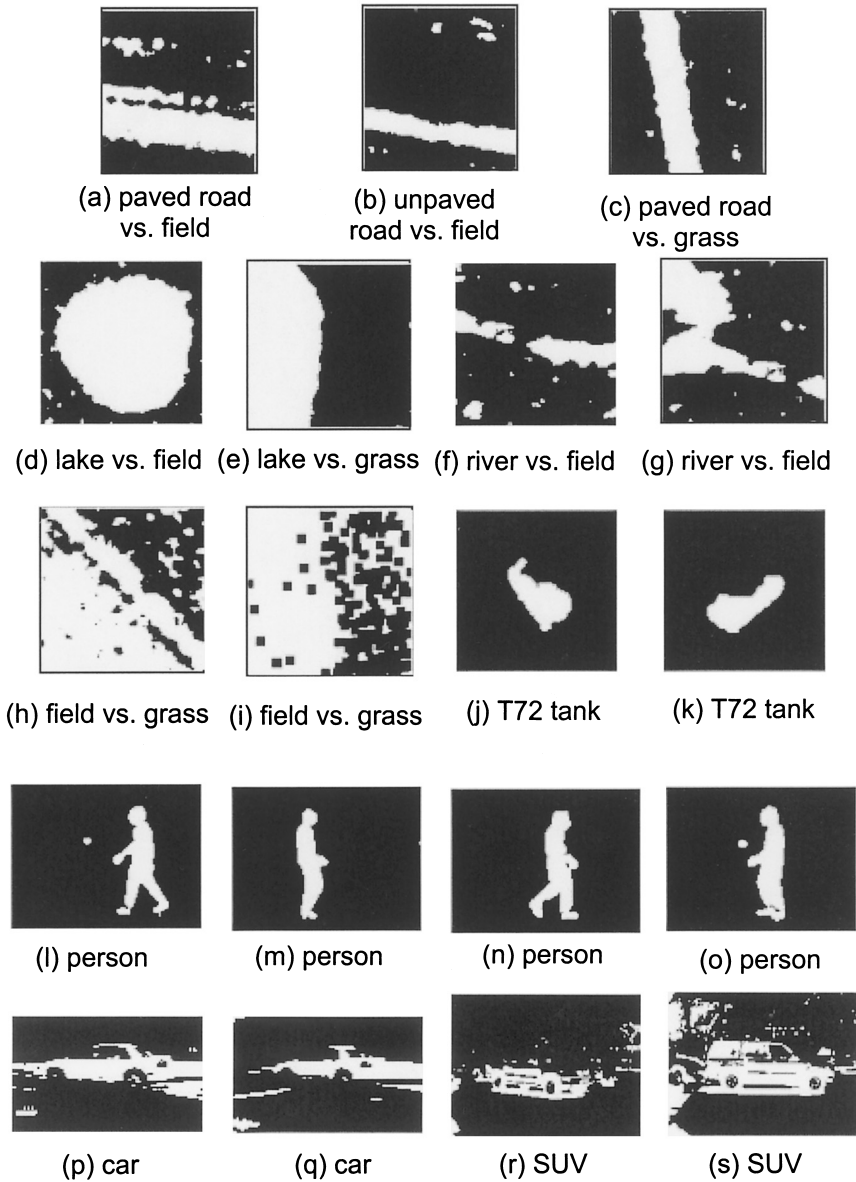 (a) paved road
vs. field
(b) unpaved
road vs. field
(c) paved road
vs. grass
(d) lake vs. field
(e) lake vs. grass
(f) river vs. field
(g) river vs. field
(h) field vs. grass
(i) field vs. grass
(j) T72 tank
(k) T72 tank
(l) person
(m) person
(n) person
(o) person
(p) car
(q) car
(r) SUV
(s) SUV